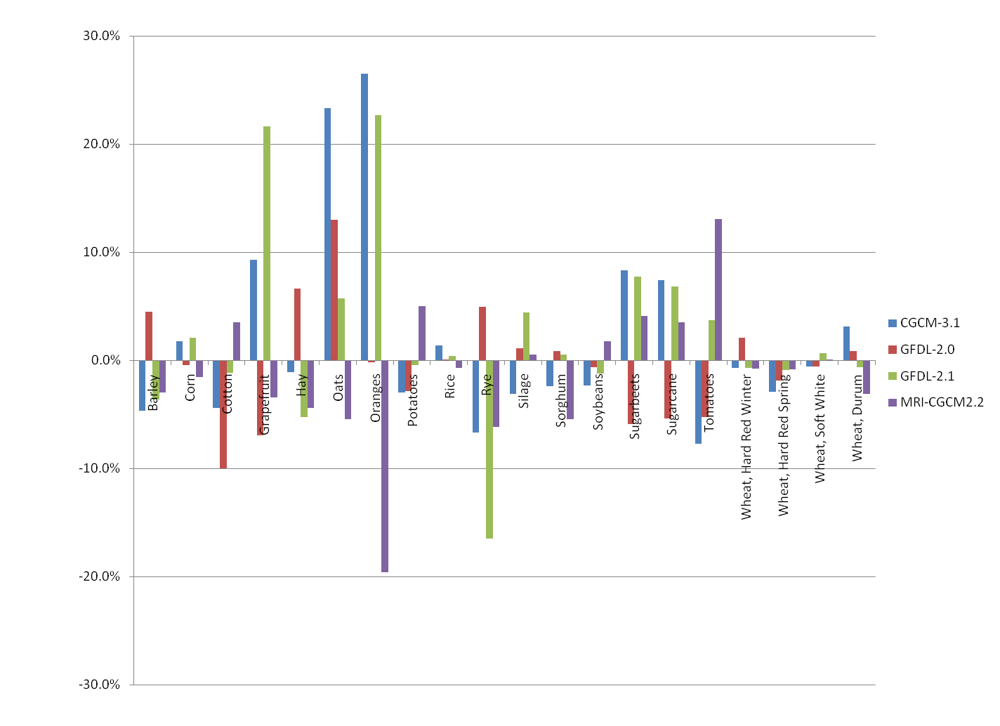 30.0%
20.0%
10.0%
0.0%
-10.0%
-20.0%
-30.0%
Barley
Corn
Cotton
Grapefruit
Hay
Oats
Oranges
Potatoes
Rice
Rye
Silage
Sorghum
Soybeans
Sugarbeets
Sugarcane
Tomatoes
Wheat, Hard Red Winter
Wheat, Hard Red Spring
Wheat, Soft White
Wheat, Durum
CGCM-3.1
GFDL-2.0
GFDL-2.1
MRI-CGCM2.2